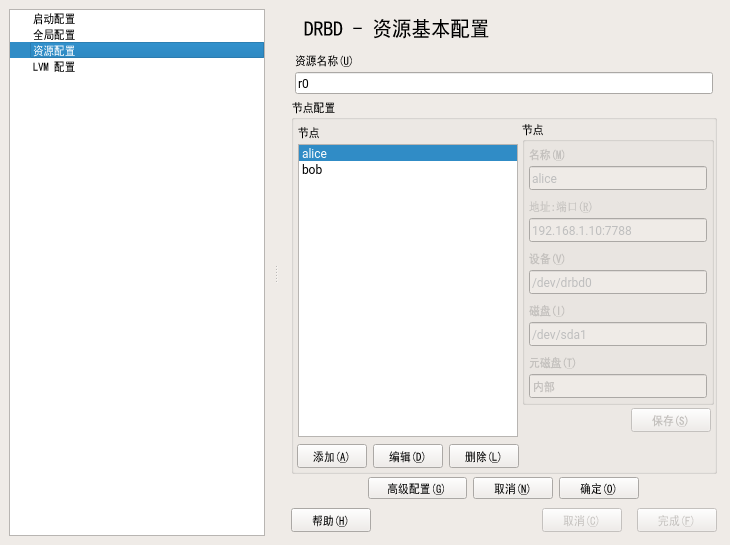 启动配置
全局配置
资源配置
LVM 配置
DRBD - 资源基本配置
资源名称(U)
r0
节点配置
节点
alice
bob
节点
名称(M)
alice
地址:端口(R)
192.168.1.10:7788
设备(V)
/dev/drbd0
磁盘(I)
/dev/sda1
元磁盘(T)
内部
保存(S)
添加(A) 编辑(D) 删除(L)
高级配置(G) 取消(N) 确定(O)
帮助(H) 取消(C) 完成(F)